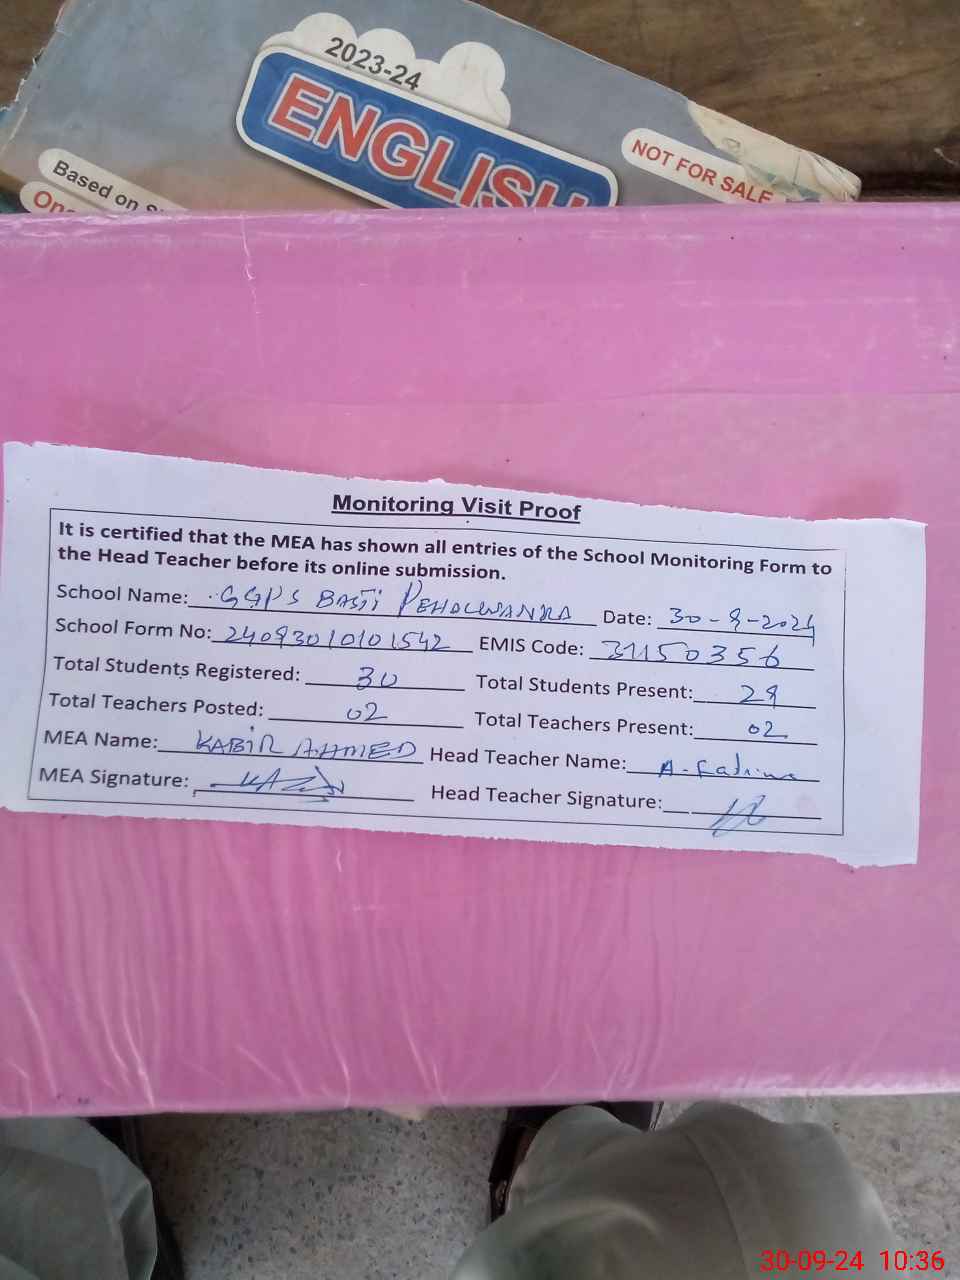 2023-24
ENGLISH
NOT FOR SALE
Based on
On
Monitoring Visit Proof
It is certified that the MEA has shown all entries of the School Monitoring Form to
the Head Teacher before its online submission.
School Name: GGPS BASTI PEHALWANRA Date: 30-9-2024
School Form No: 24093010101542 EMIS Code: 31150356
Total Students Registered: 30 Total Students Present: 29
Total Teachers Posted: 02 Total Teachers Present: 02
MEA Name: KABIR AHMED Head Teacher Name: A. Fatima
MEA Signature: Head Teacher Signature:
30-09-24 10:36